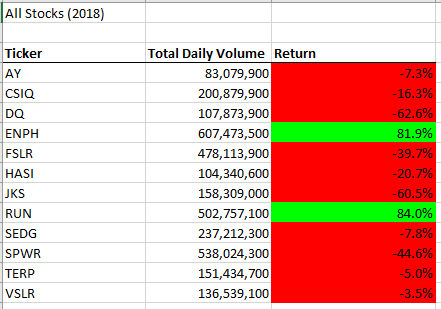 All Stocks (2018)
Ticker Total Daily Volume Return
AY 83,079,900 -7.3%
CSIQ 200,879,900 -16.3%
DQ 107,873,900 -62.6%
ENPH 607,473,500 81.9%
FSLR 478,113,900 -39.7%
HASI 104,340,600 -20.7%
JKS 158,309,000 -60.5%
RUN 502,757,100 84.0%
SEDG 237,212,300 -7.8%
SPWR 538,024,300 -44.6%
TERP 151,434,700 -5.0%
VSLR 136,539,100 -3.5%